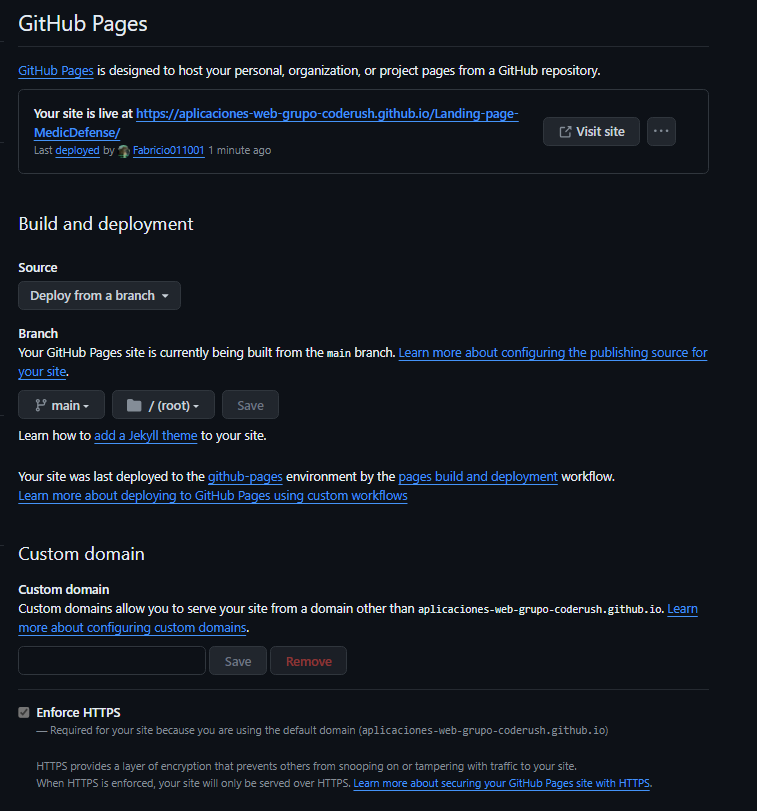 GitHub Pages
GitHub Pages is designed to host your personal, organization, or project pages from a GitHub repository.
Your site is live at https://aplicaciones-web-grupo-coderush.github.io/Landing-page-
MedicDefense/
Visit site
Last deployed by Fabricio011001 1 minute ago
Build and deployment
Source
Deploy from a branch
Branch
Your GitHub Pages site is currently being built from the main branch. Learn more about configuring the publishing source for
your site.
main
/ (root)
Save
Learn how to add a Jekyll theme to your site.
Your site was last deployed to the github-pages environment by the pages build and deployment workflow.
Learn more about deploying to GitHub Pages using custom workflows
Custom domain
Custom domain
Custom domains allow you to serve your site from a domain other than aplicaciones-web-grupo-coderush.github.io. Learn
more about configuring custom domains.
Save
Remove
Enforce HTTPS
— Required for your site because you are using the default domain (aplicaciones-web-grupo-coderush.github.io)
HTTPS provides a layer of encryption that prevents others from snooping on or tampering with traffic to your site.
When HTTPS is enforced, your site will only be served over HTTPS. Learn more about securing your GitHub Pages site with HTTPS.